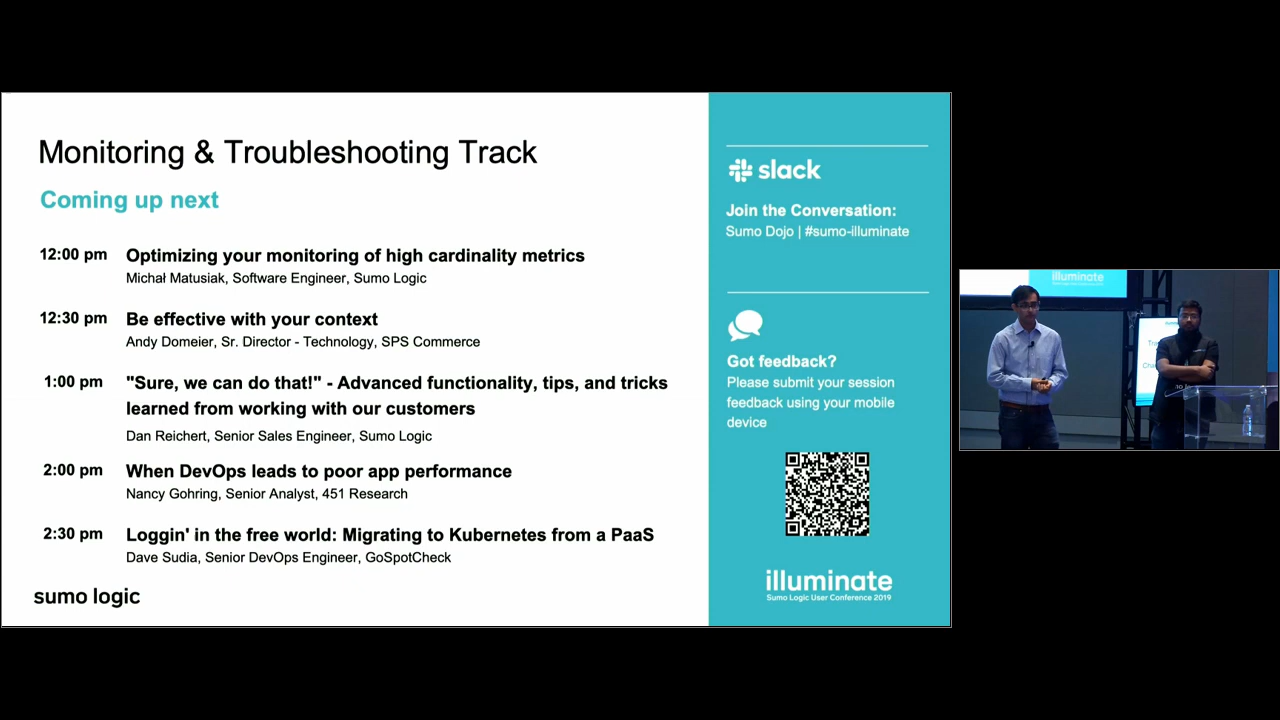 Monitoring & Troubleshooting Track
Coming up next
12:00 pm
Optimizing your monitoring of high cardinality metrics
Michał Matusiak, Software Engineer, Sumo Logic
12:30 pm
Be effective with your context
Andy Domeier, Sr. Director - Technology, SPS Commerce
1:00 pm
"Sure, we can do that!" - Advanced functionality, tips, and tricks
learned from working with our customers
Dan Reichert, Senior Sales Engineer, Sumo Logic
2:00 pm
When DevOps leads to poor app performance
Nancy Gohring, Senior Analyst, 451 Research
2:30 pm
Loggin' in the free world: Migrating to Kubernetes from a PaaS
Dave Sudia, Senior DevOps Engineer, GoSpotCheck
sumo logic
slack
Join the Conversation:
Sumo Dojo | #sumo-illuminate
Got feedback?
Please submit your session
feedback using your mobile
device
illuminate
Sumo Logic User Conference 2019
illuminate